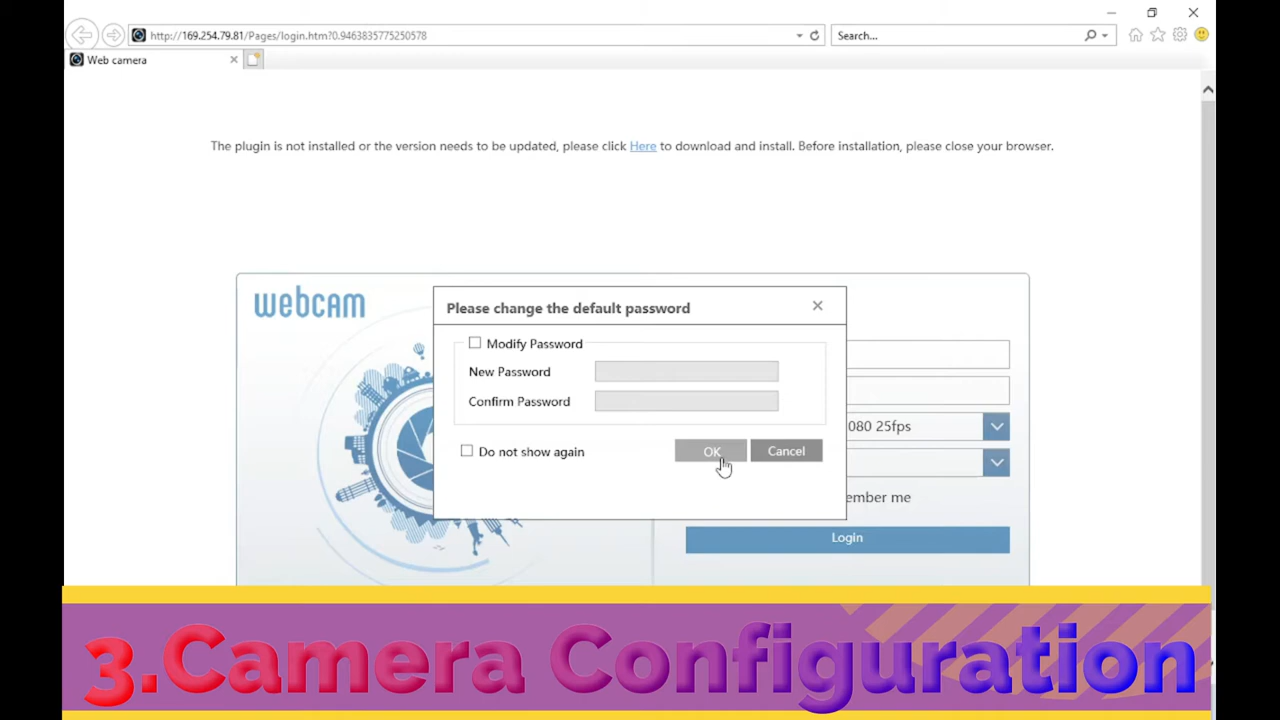 http://169.254.79.81/Pages/login.htm?0.9463835775250578
Search...
Web camera
The plugin is not installed or the version needs to be updated, please click Here to download and install. Before installation, please close your browser.
webcam
Please change the default password
Modify Password
New Password
Confirm Password
080 25fps
Do not show again
OK
Cancel
ember me
Login
3.Camera Configuration